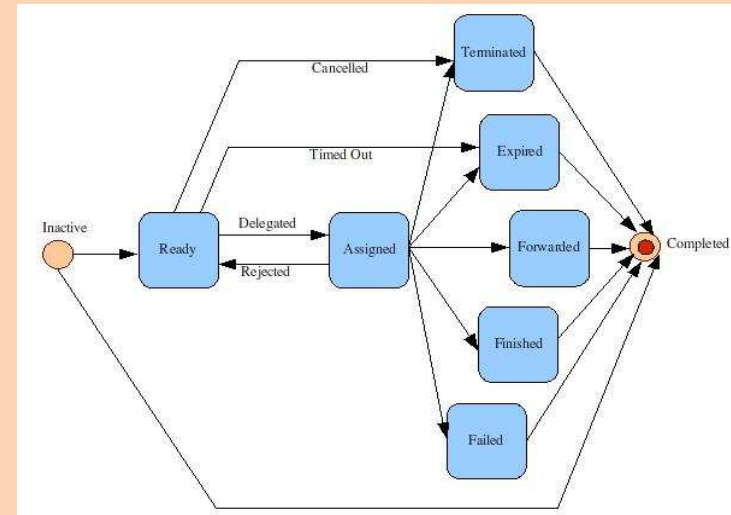 Terminated
Cancelled
Expired
Timed Out
Inactive
Delegated
Ready
Assigned
Forwarded
Completed
Rejected
Finished
Failed